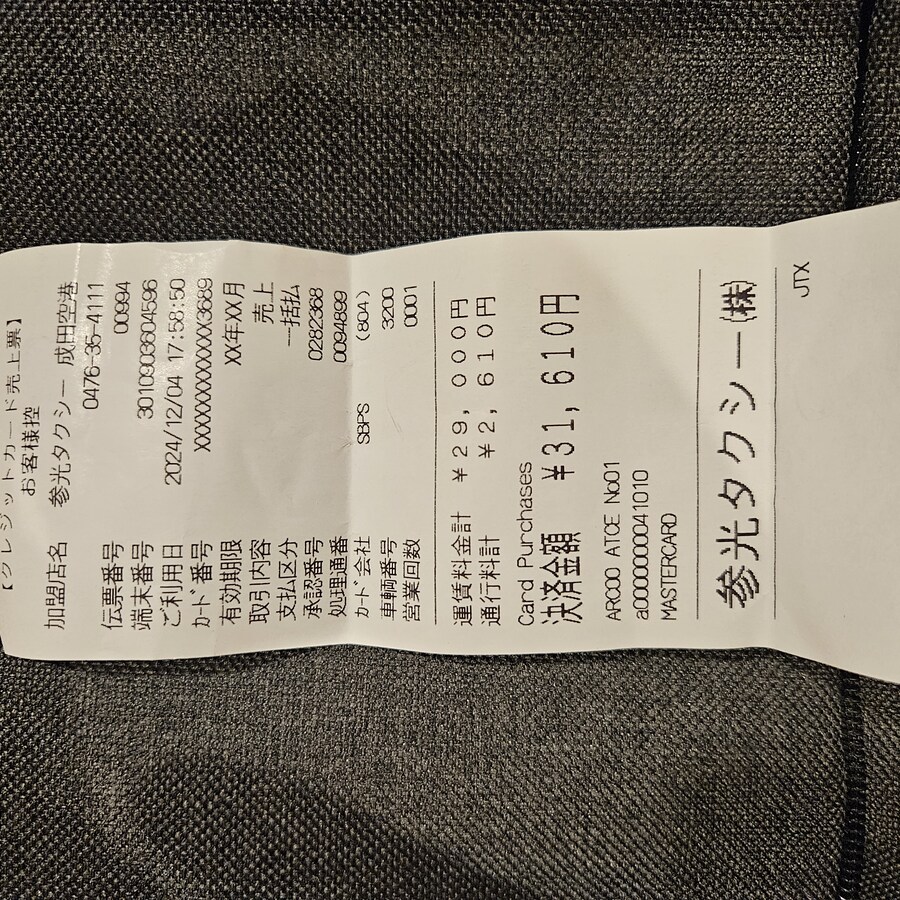 【クレジットカード売上票】
お客様控
加盟店名 参光タクシー 成田空港
0476-35-4111
伝票番号 00994
端末番号 3010903604596
ご利用日 2024/12/04 17:58:50
カード番号 XXXXXXXXXXXX3689
有効期限 XX年XX月
取引内容 売上
支払区分 一括払
承認番号 0282368
処理通番 0094899
カード会社 SBPS (804)
車輌番号 3200
営業回数 0001
運賃料金計 ¥29,000円
通行料計 ¥2,610円
Card Purchases
決済金額 ¥31,610円
ARC00 ATCE No01
a0000000041010
MASTERCARD
参光タクシー㈱
JTX